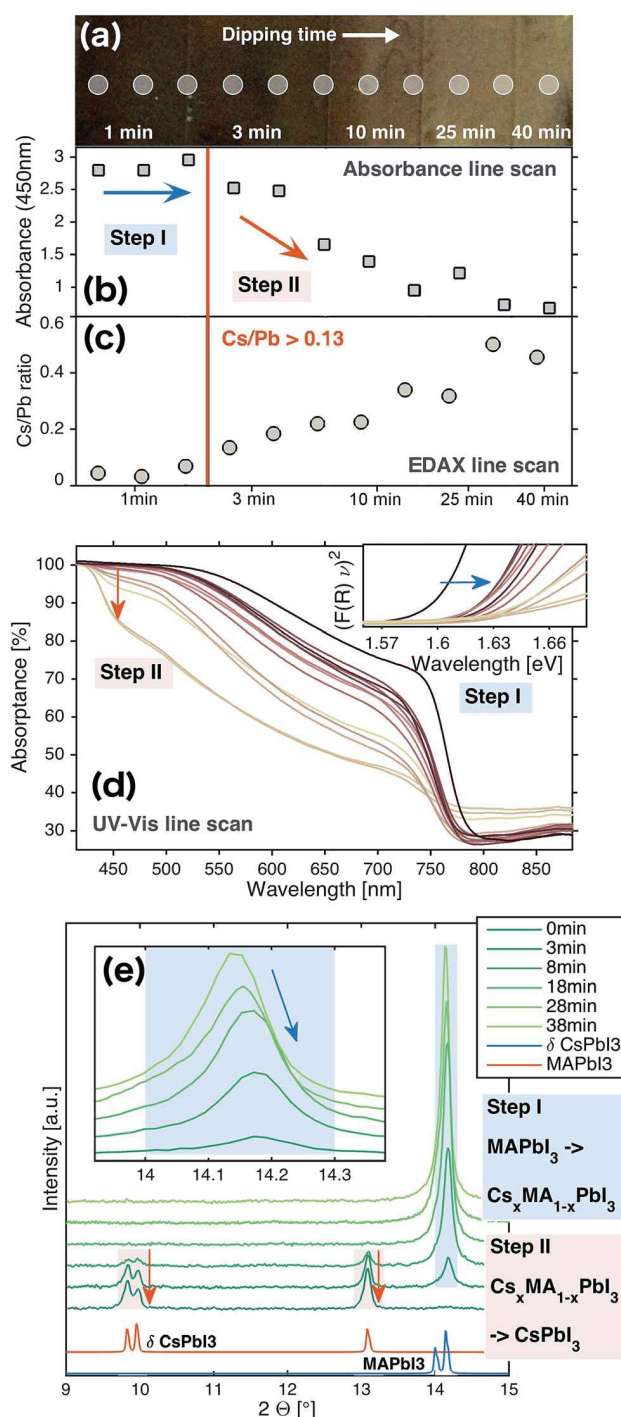 (a)
Dipping time
1 min 3 min 10 min 25 min 40 min
Absorbance (450nm)
3
2.5
1.5
1
Absorbance line scan
Step I
Step II
(b)
Cs/Pb ratio
0.6
0.4
0.2
0
(c)
Cs/Pb > 0.13
EDAX line scan
1min 3 min 10 min 25 min 40 min
Absorptance [%]
100
90
80
70
60
50
40
30
Step II
(d)
UV-Vis line scan
(F(R) ν)²
1.57 1.6 1.63 1.66
Wavelength [eV]
Step I
450 500 550 600 650 700 750 800 850
Wavelength [nm]
Intensity [a.u.]
(e)
14 14.1 14.2 14.3
0min
3min
8min
18min
28min
38min
δ CsPbI3
MAPbI3
Step I
MAPbI₃ ->
CsₓMA₁₋ₓPbI₃
Step II
CsₓMA₁₋ₓPbI₃
-> CsPbI₃
δ CsPbI3
MAPbI3
9 10 11 12 13 14 15
2 Θ [°]